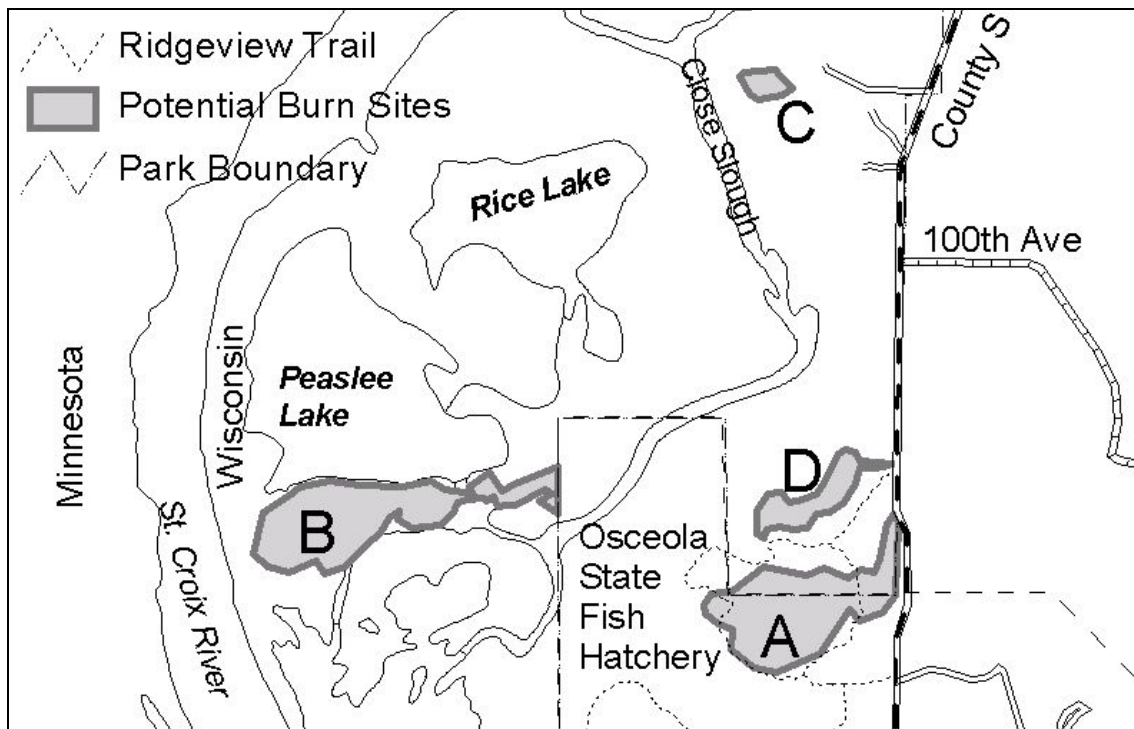 Ridgeview Trail
Potential Burn Sites
Park Boundary
County S
C
Close Slough
Rice Lake
100th Ave
Minnesota
Wisconsin
Peaslee
Lake
St. Croix River
B
D
Osceola
State
Fish
Hatchery
A